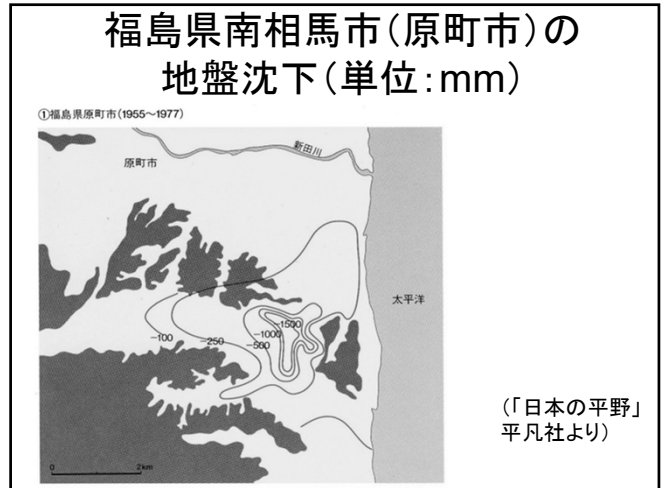 福島県南相馬市(原町市)の
地盤沈下(単位:mm)
①福島県原町市(1955～1977)
新田川
原町市
太平洋
-1500
-1000
-100
-250
-500
(「日本の平野」
平凡社より)
0
2km